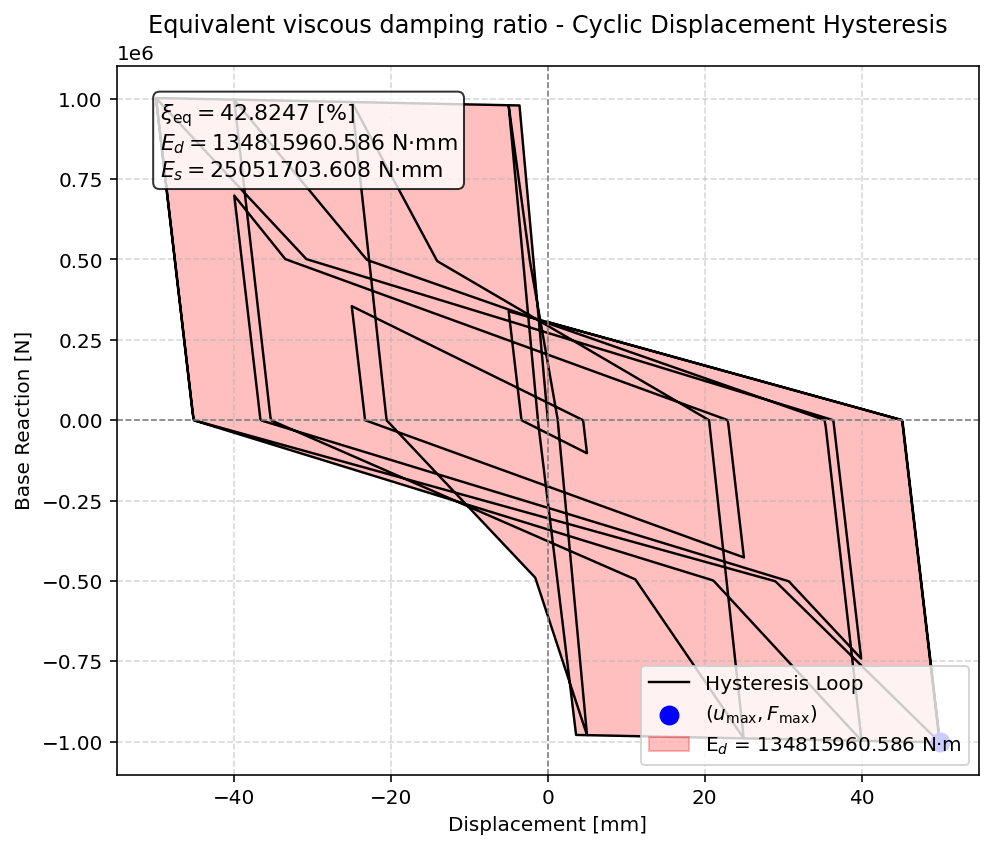 Equivalent viscous damping ratio - Cyclic Displacement Hysteresis
1e6
1.00
0.75
0.50
0.25
0.00
−0.25
−0.50
−0.75
−1.00
Base Reaction [N]
ξeq = 42.8247 [%]
Ed = 134815960.586 N·mm
Es = 25051703.608 N·mm
Hysteresis Loop
(umax, Fmax)
Ed = 134815960.586 N·m
−40
−20
0
20
40
Displacement [mm]